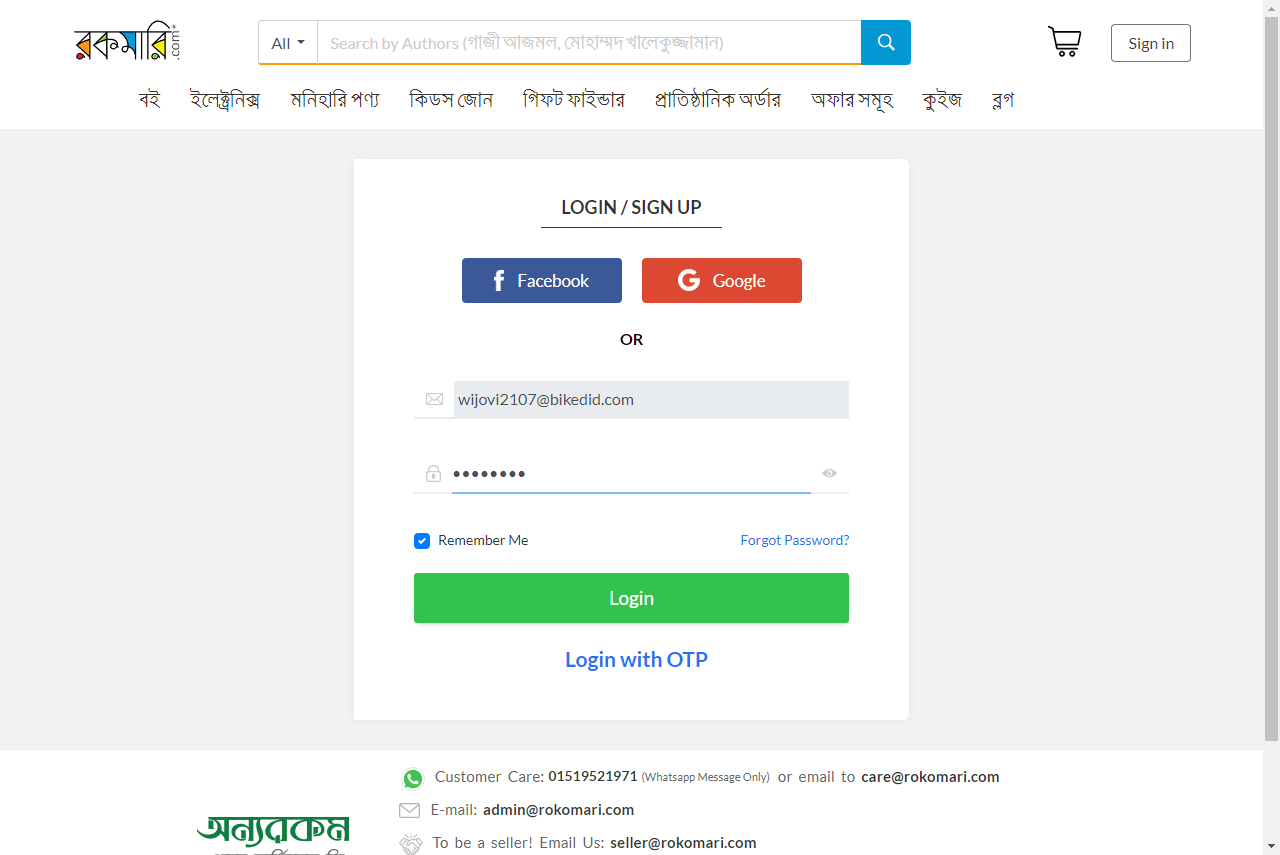 রকমারি.com
All
Search by Authors (গাজী আজমল, মোহাম্মদ খালেকুজ্জামান)
Sign in
বই ইলেক্ট্রনিক্স মনিহারি পণ্য কিডস জোন গিফট ফাইন্ডার প্রাতিষ্ঠানিক অর্ডার অফার সমূহ কুইজ ব্লগ
LOGIN / SIGN UP
Facebook
Google
OR
wijovi2107@bikedid.com
••••••••
Remember Me
Forgot Password?
Login
Login with OTP
Customer Care: 01519521971 (Whatsapp Message Only) or email to care@rokomari.com
E-mail: admin@rokomari.com
অন্যরকম
To be a seller! Email Us: seller@rokomari.com